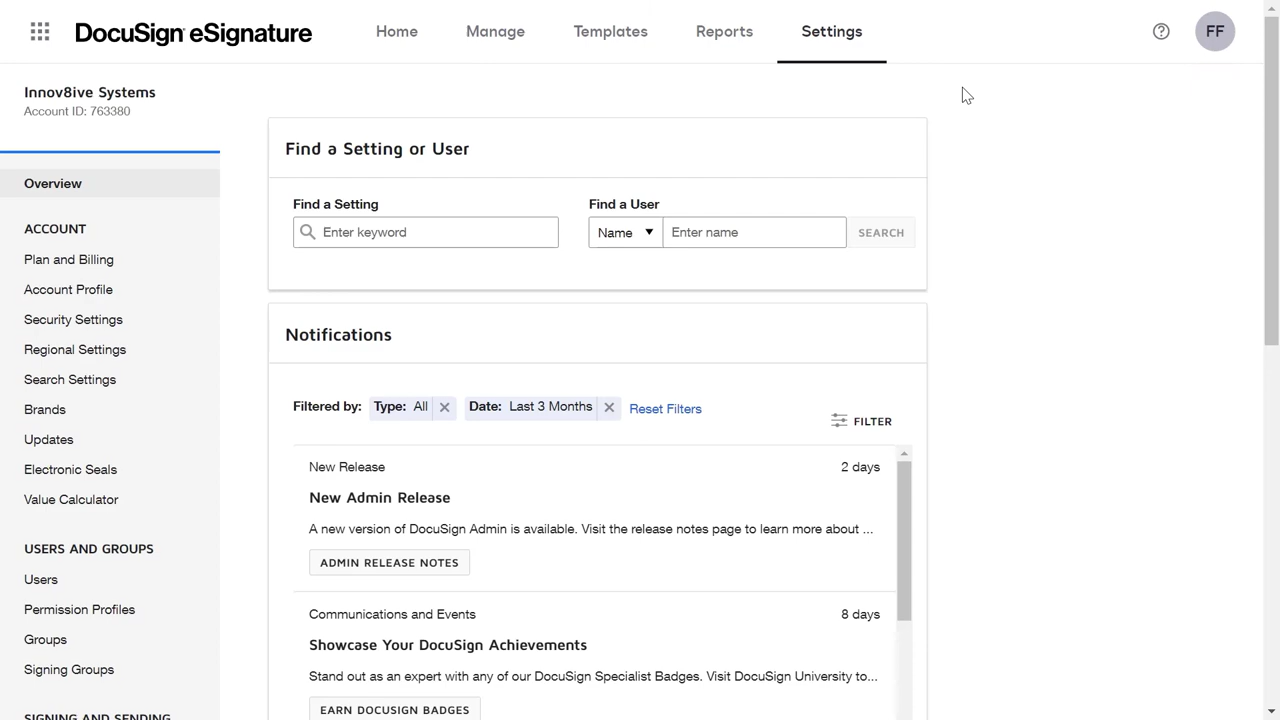 DocuSign eSignature
Home
Manage
Templates
Reports
Settings
FF
Innov8ive Systems
Account ID: 763380
Overview
ACCOUNT
Plan and Billing
Account Profile
Security Settings
Regional Settings
Search Settings
Brands
Updates
Electronic Seals
Value Calculator
USERS AND GROUPS
Users
Permission Profiles
Groups
Signing Groups
SIGNING AND SENDING
Find a Setting or User
Find a Setting
Enter keyword
Find a User
Name
Enter name
SEARCH
Notifications
Filtered by:
Type: All
Date: Last 3 Months
Reset Filters
FILTER
New Release
2 days
New Admin Release
A new version of DocuSign Admin is available. Visit the release notes page to learn more about ...
ADMIN RELEASE NOTES
Communications and Events
8 days
Showcase Your DocuSign Achievements
Stand out as an expert with any of our DocuSign Specialist Badges. Visit DocuSign University to...
EARN DOCUSIGN BADGES